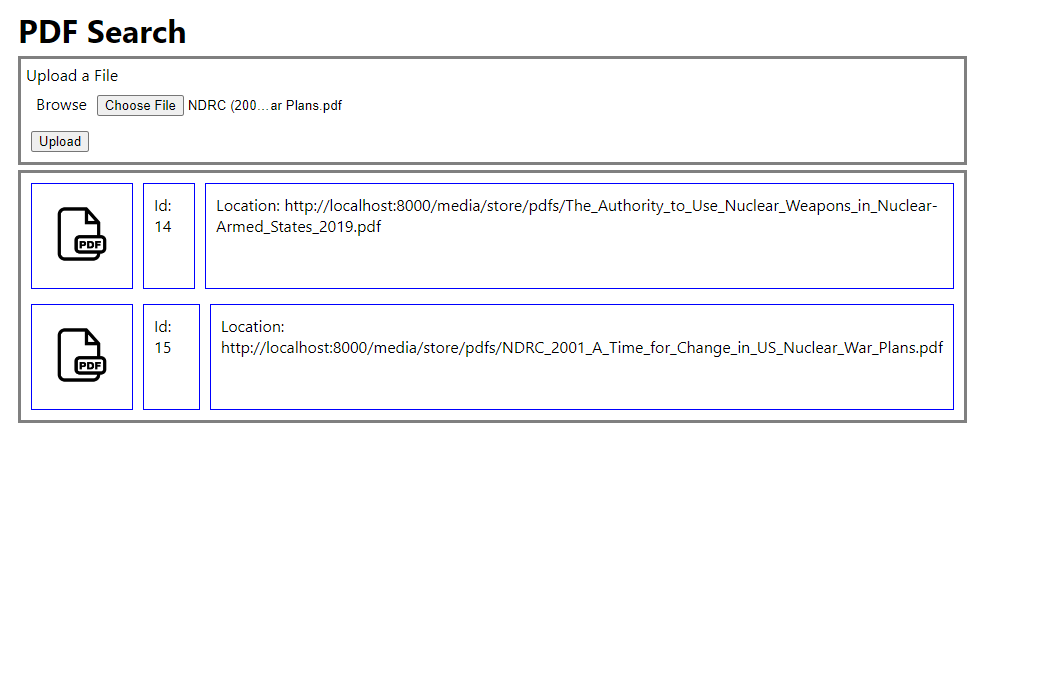 PDF Search
Upload a File
Browse Choose File NDRC (200...ar Plans.pdf
Upload
PDF
Id:
14
Location: http://localhost:8000/media/store/pdfs/The_Authority_to_Use_Nuclear_Weapons_in_Nuclear-
Armed_States_2019.pdf
PDF
Id:
15
Location:
http://localhost:8000/media/store/pdfs/NDRC_2001_A_Time_for_Change_in_US_Nuclear_War_Plans.pdf